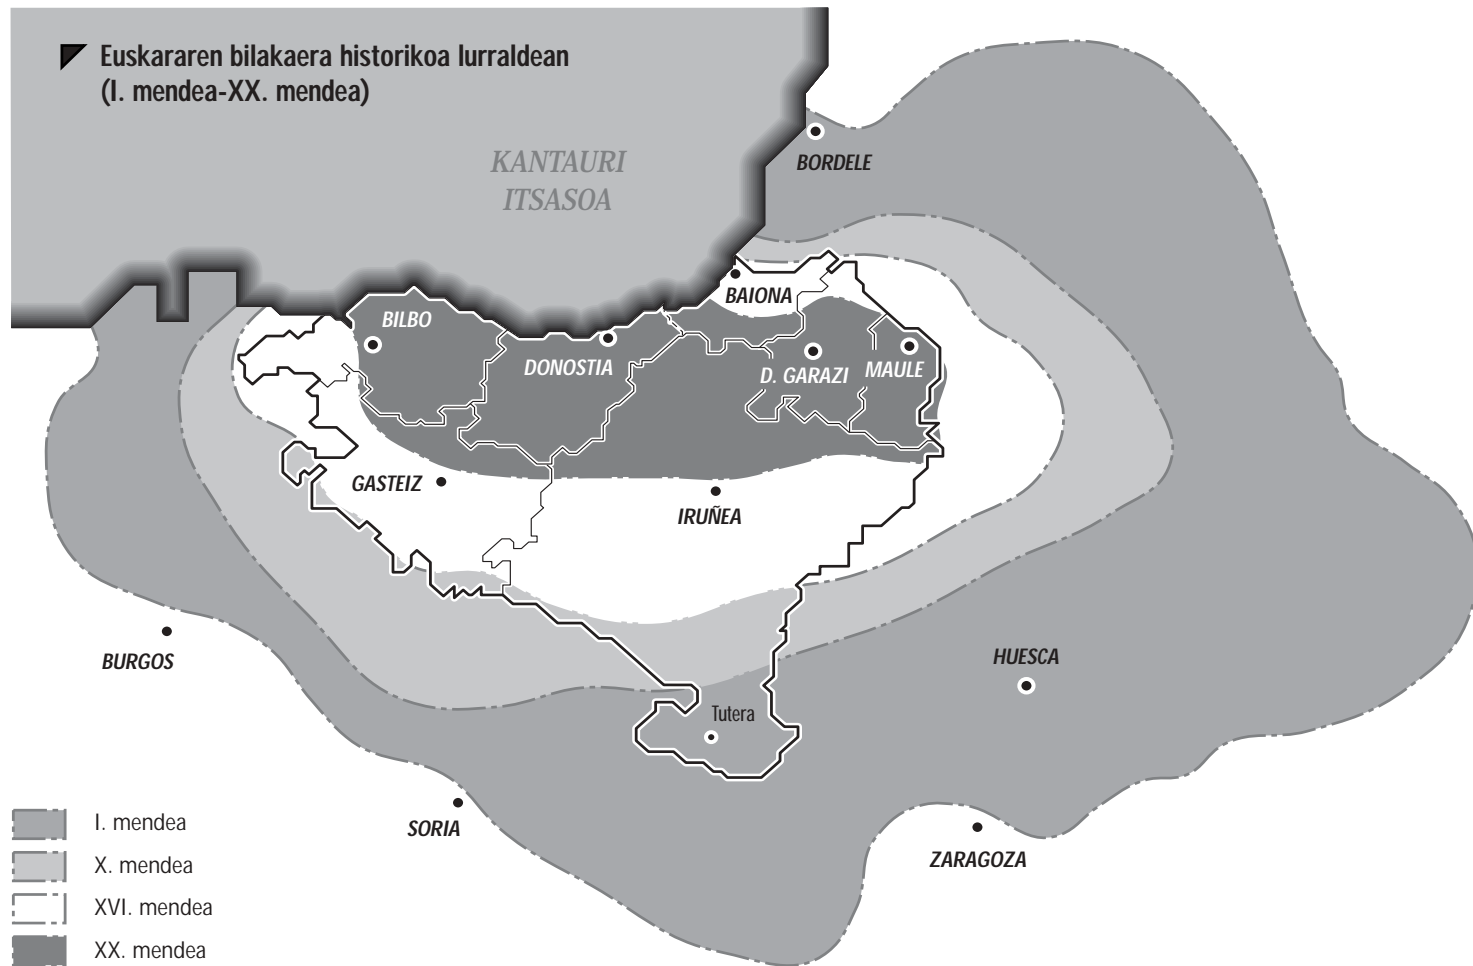 Euskararen bilakaera historikoa lurraldean
(I. mendea-XX. mendea)
KANTAURI
ITSASOA
BORDELE
BAIONA
BILBO
DONOSTIA
D. GARAZI
MAULE
GASTEIZ
IRUÑEA
BURGOS
HUESCA
Tutera
SORIA
ZARAGOZA
I. mendea
X. mendea
XVI. mendea
XX. mendea